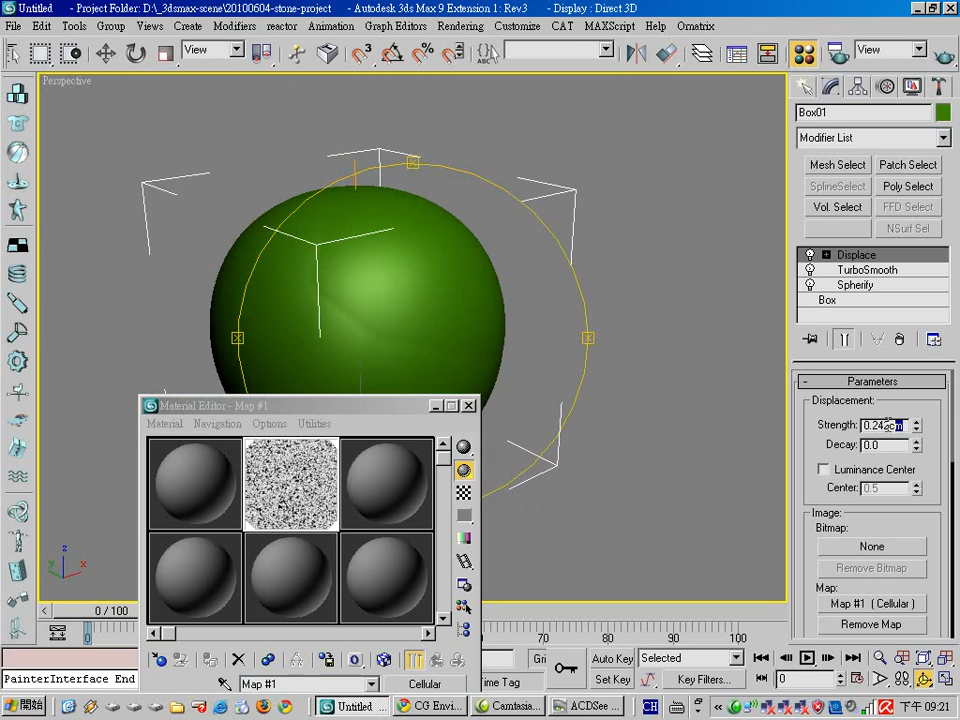 Untitled - Project Folder: D:\_3dsmax-scene\20100604-stone-project - Autodesk 3ds Max 9 Extension 1: Rev3 - Display : Direct 3D
File Edit Tools Group Views Create Modifiers reactor Animation Graph Editors Rendering Customize CAT MAXScript Help Omatrix
View
View
Perspective
Box01
Modifier List
Mesh Select Patch Select
SplineSelect Poly Select
Vol. Select FFD Select
NSurf Sel
Displace
TurboSmooth
Spherify
Box
Parameters
Displacement:
Strength: 0.242cm
Decay: 0.0
Luminance Center
Center: 0.5
Image:
Bitmap:
None
Remove Bitmap
Map:
Map #1 ( Cellular )
Remove Map
Material Editor - Map #1
Material Navigation Options Utilities
Map #1
Cellular
z
y
x
0 / 100
70 80 90 100
PainterInterface End
Gri
Time Tag
Auto Key Selected
Set Key Key Filters...
0
開始
Untitled ...
CG Envi...
Camtasia...
ACDSee ...
CH
下午 09:21